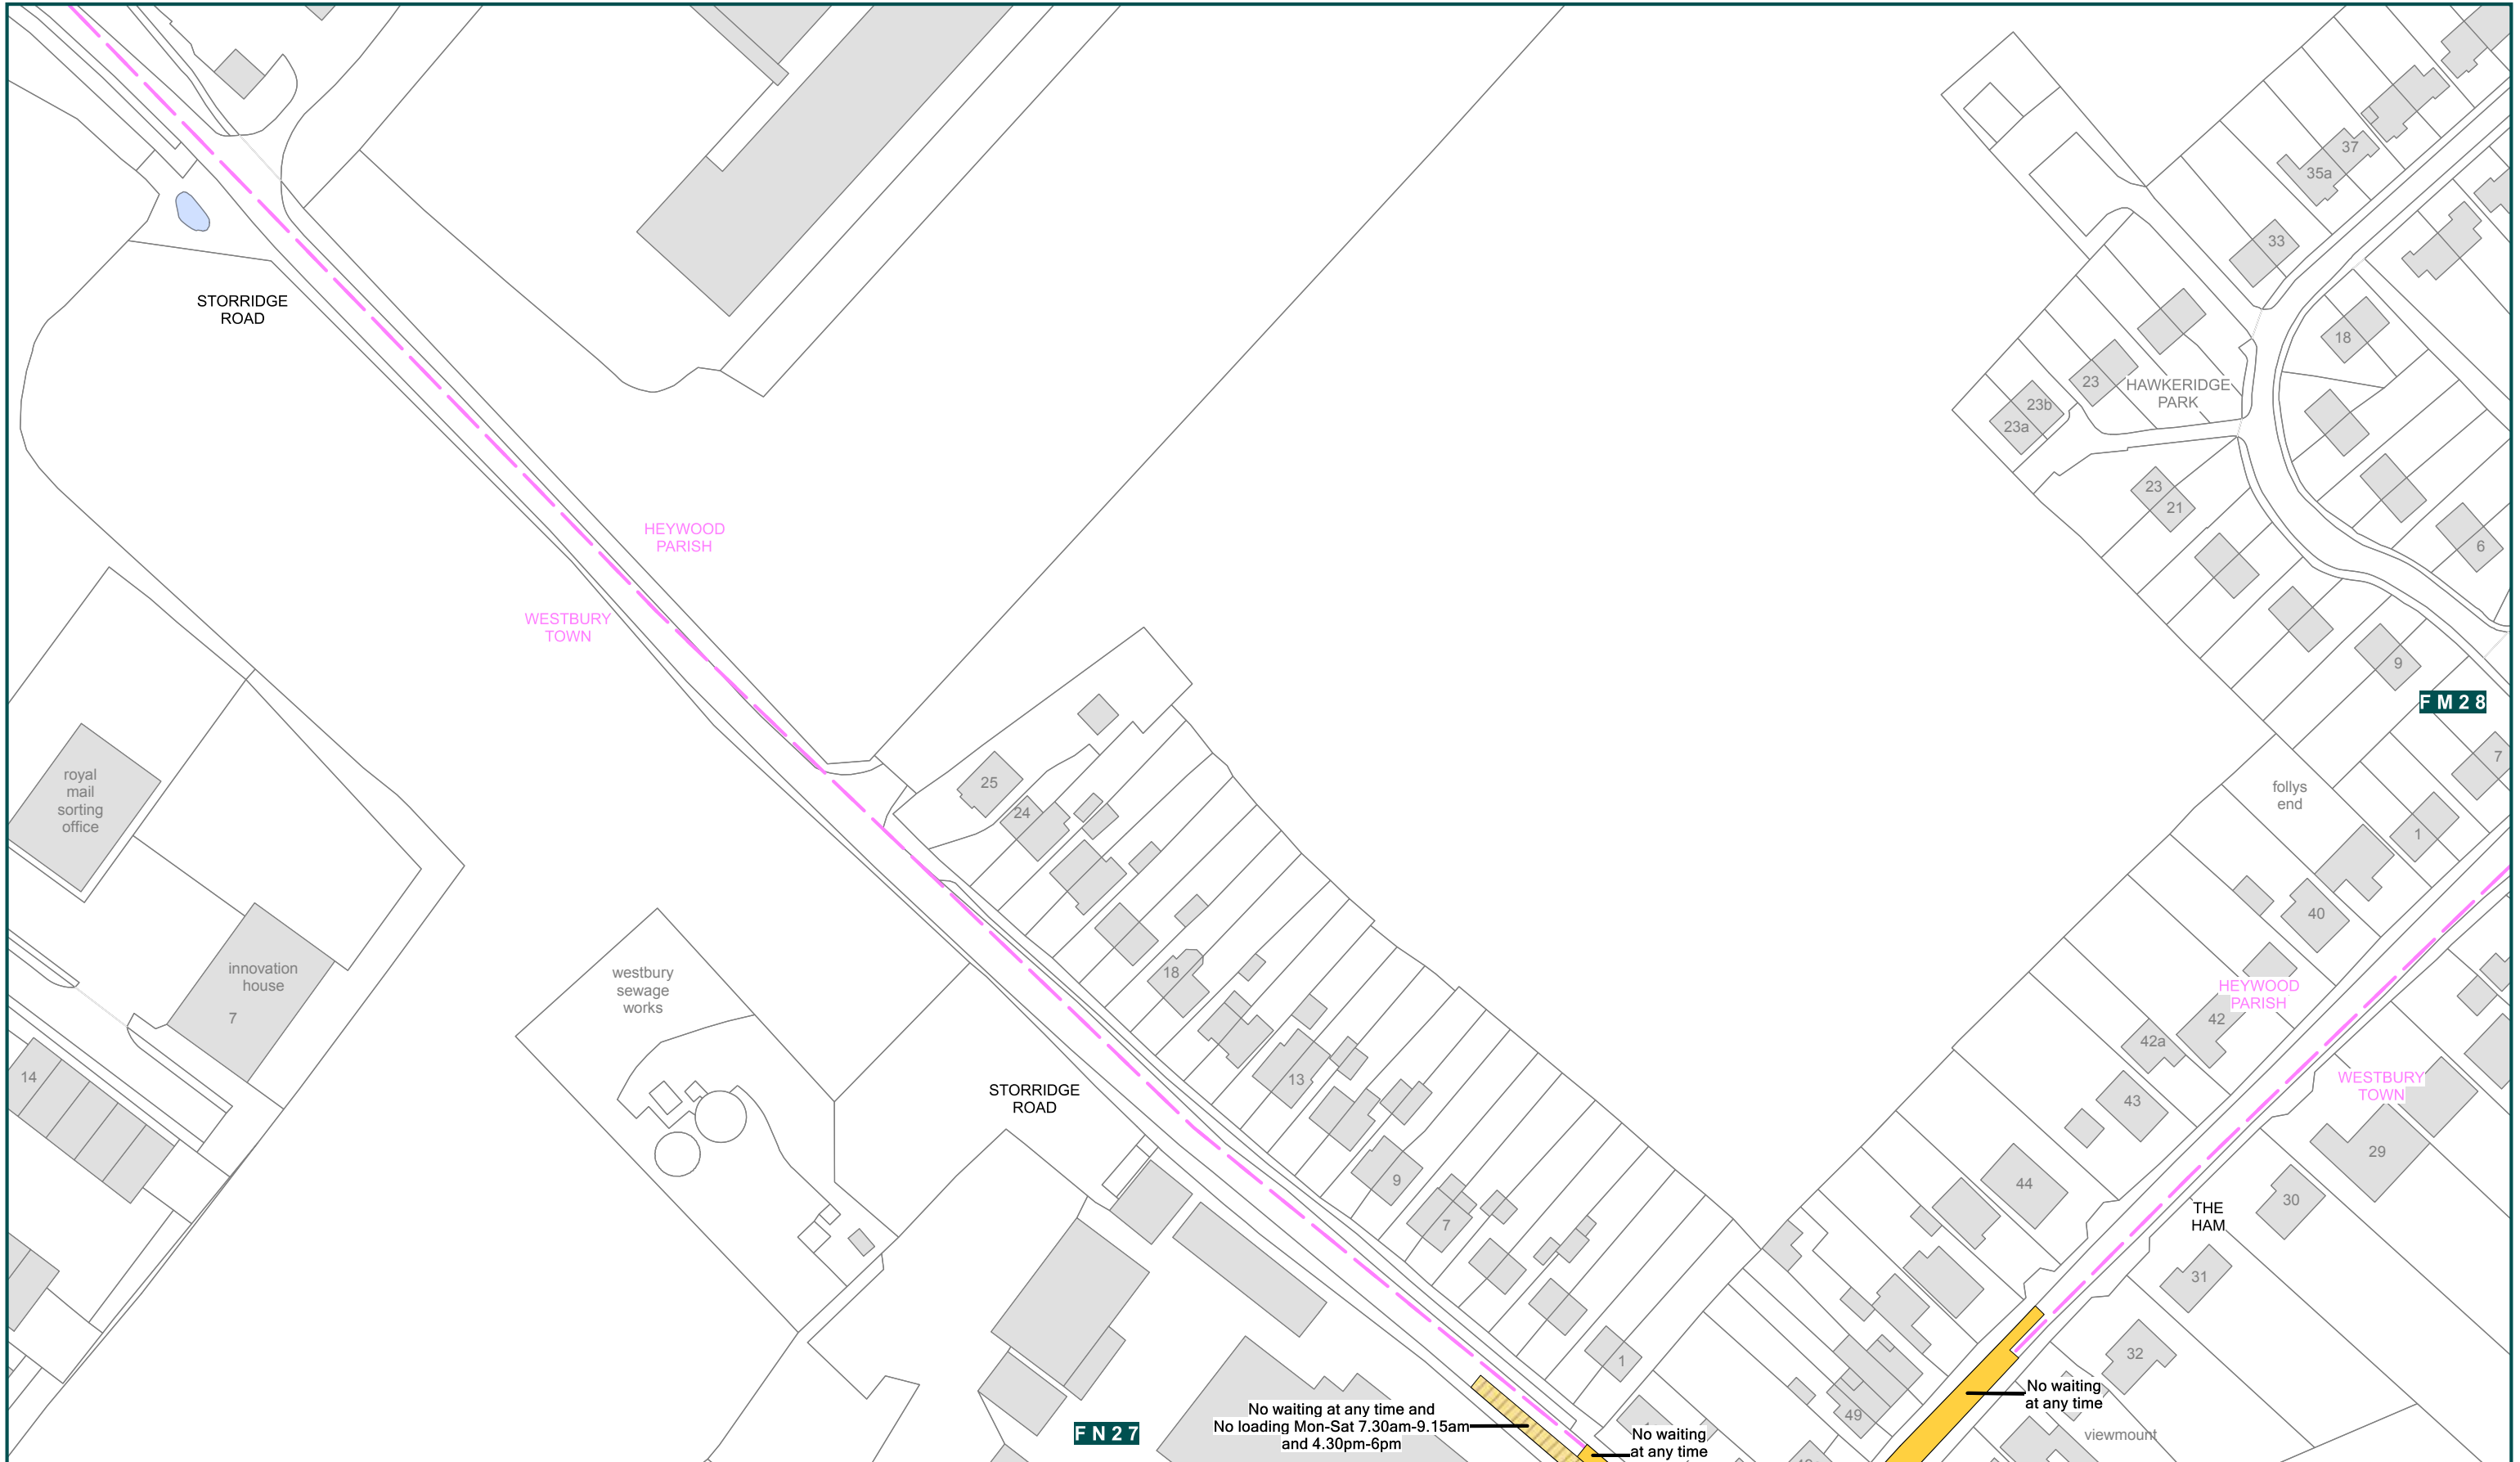 37
35a
33
STORRIDGE
ROAD
18
23
HAWKERIDGE
PARK
23b
23a
23
21
HEYWOOD
PARISH
6
WESTBURY
TOWN
9
F M 2 8
7
royal
mail
sorting
office
25
24
follys
end
1
40
innovation
house
7
westbury
sewage
works
18
HEYWOOD
PARISH
42
42a
14
13
STORRIDGE
ROAD
WESTBURY
TOWN
43
29
9
44
30
7
THE
HAM
31
1
32
No waiting
at any time
49
No waiting at any time and
No loading Mon-Sat 7.30am-9.15am
and 4.30pm-6pm
F N 2 7
No waiting
at any time
viewmount